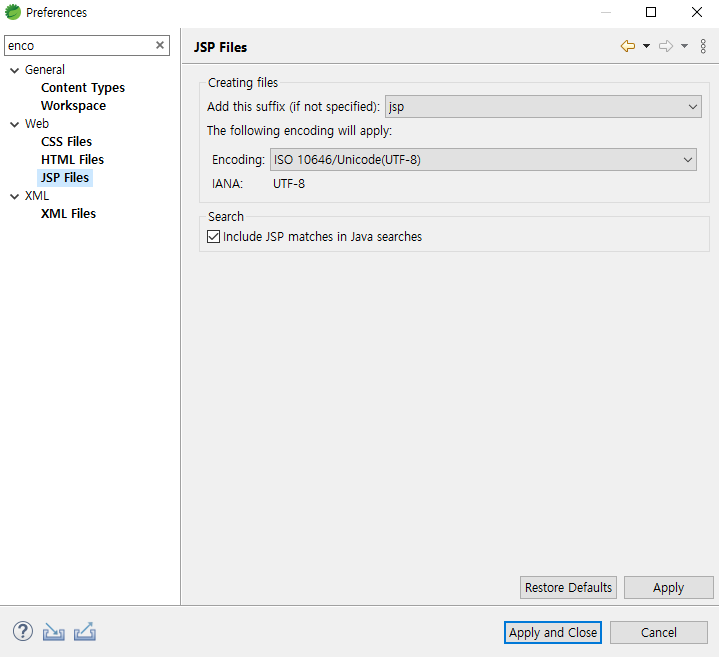 Preferences
enco
JSP Files
General
Content Types
Workspace
Web
CSS Files
HTML Files
JSP Files
XML
XML Files
Creating files
Add this suffix (if not specified): jsp
The following encoding will apply:
Encoding: ISO 10646/Unicode(UTF-8)
IANA: UTF-8
Search
Include JSP matches in Java searches
Restore Defaults Apply
Apply and Close Cancel